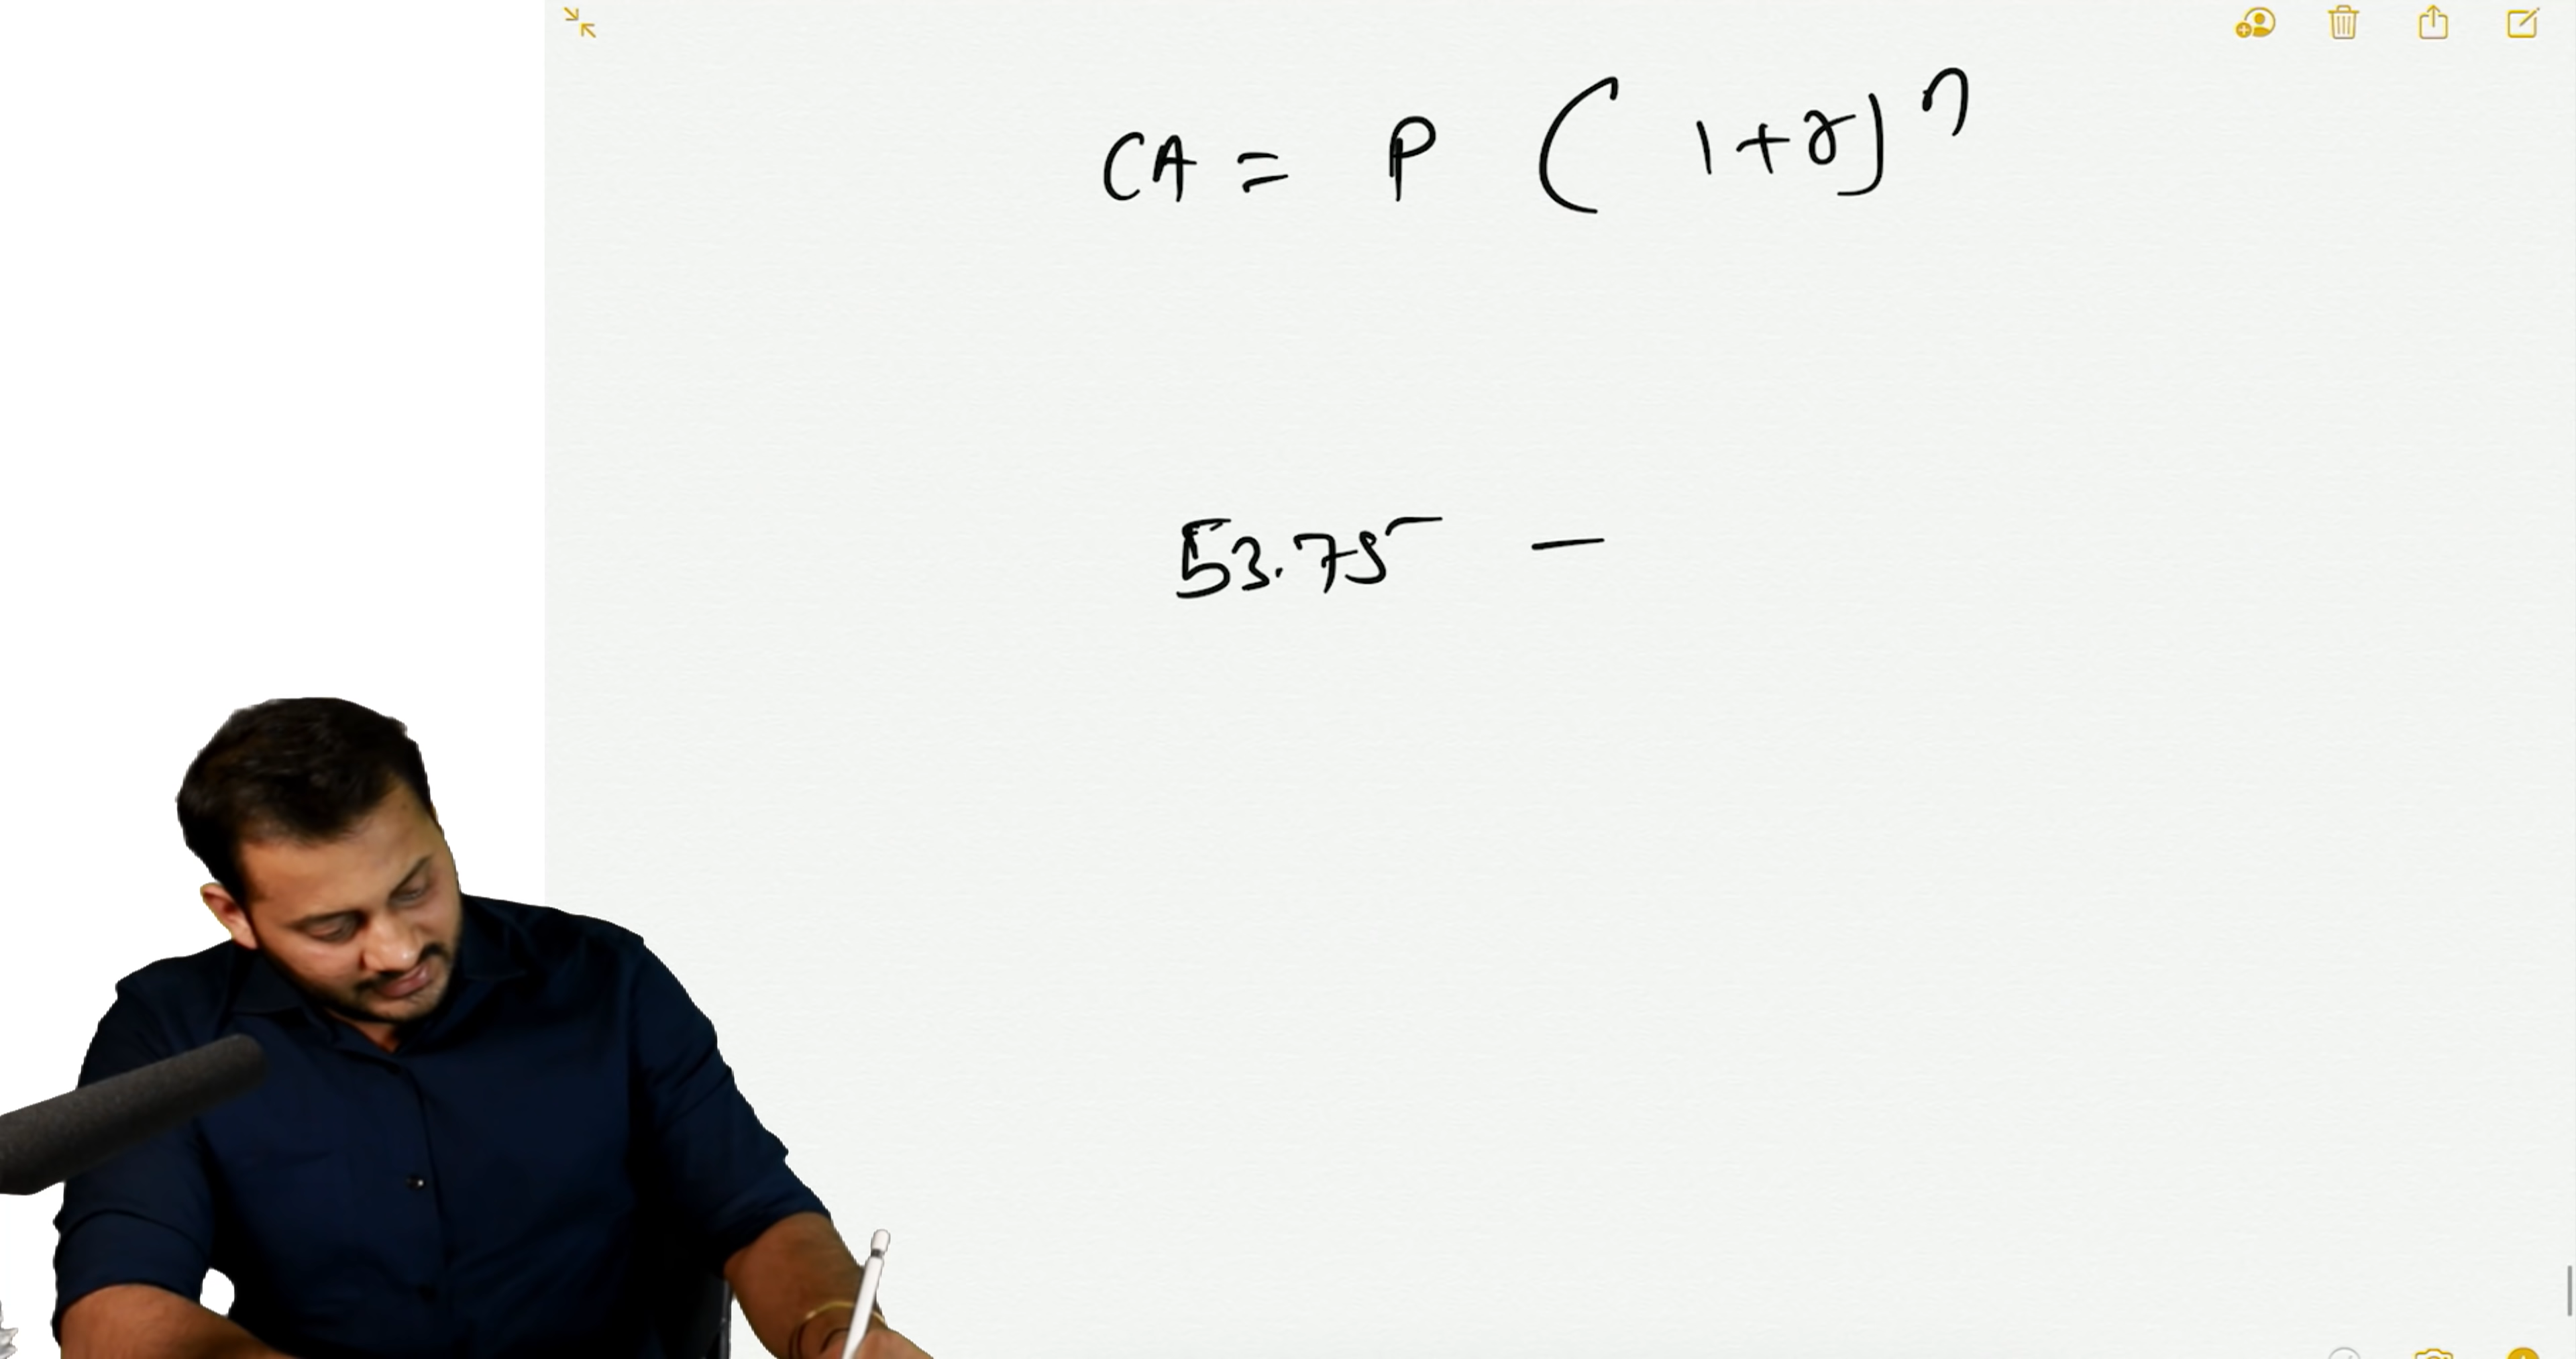 CA = P ( 1+r)ⁿ
53.75 —